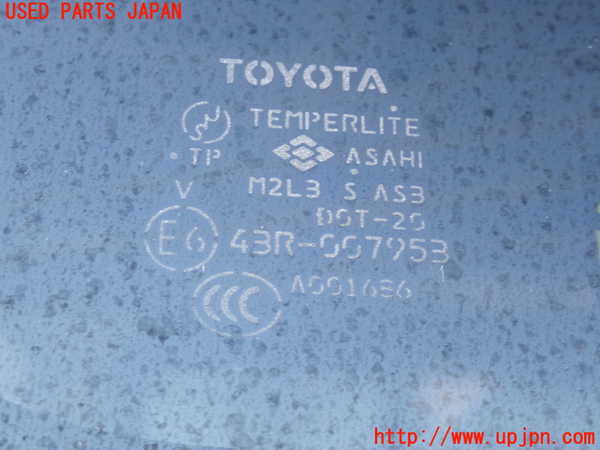 USED PARTS JAPAN
TOYOTA
TEMPERLITE
TP ASAHI
V M2L3 S AS3
DOT-20
E6 43R-007953
CCC A001686
http://www.upjpn.com/